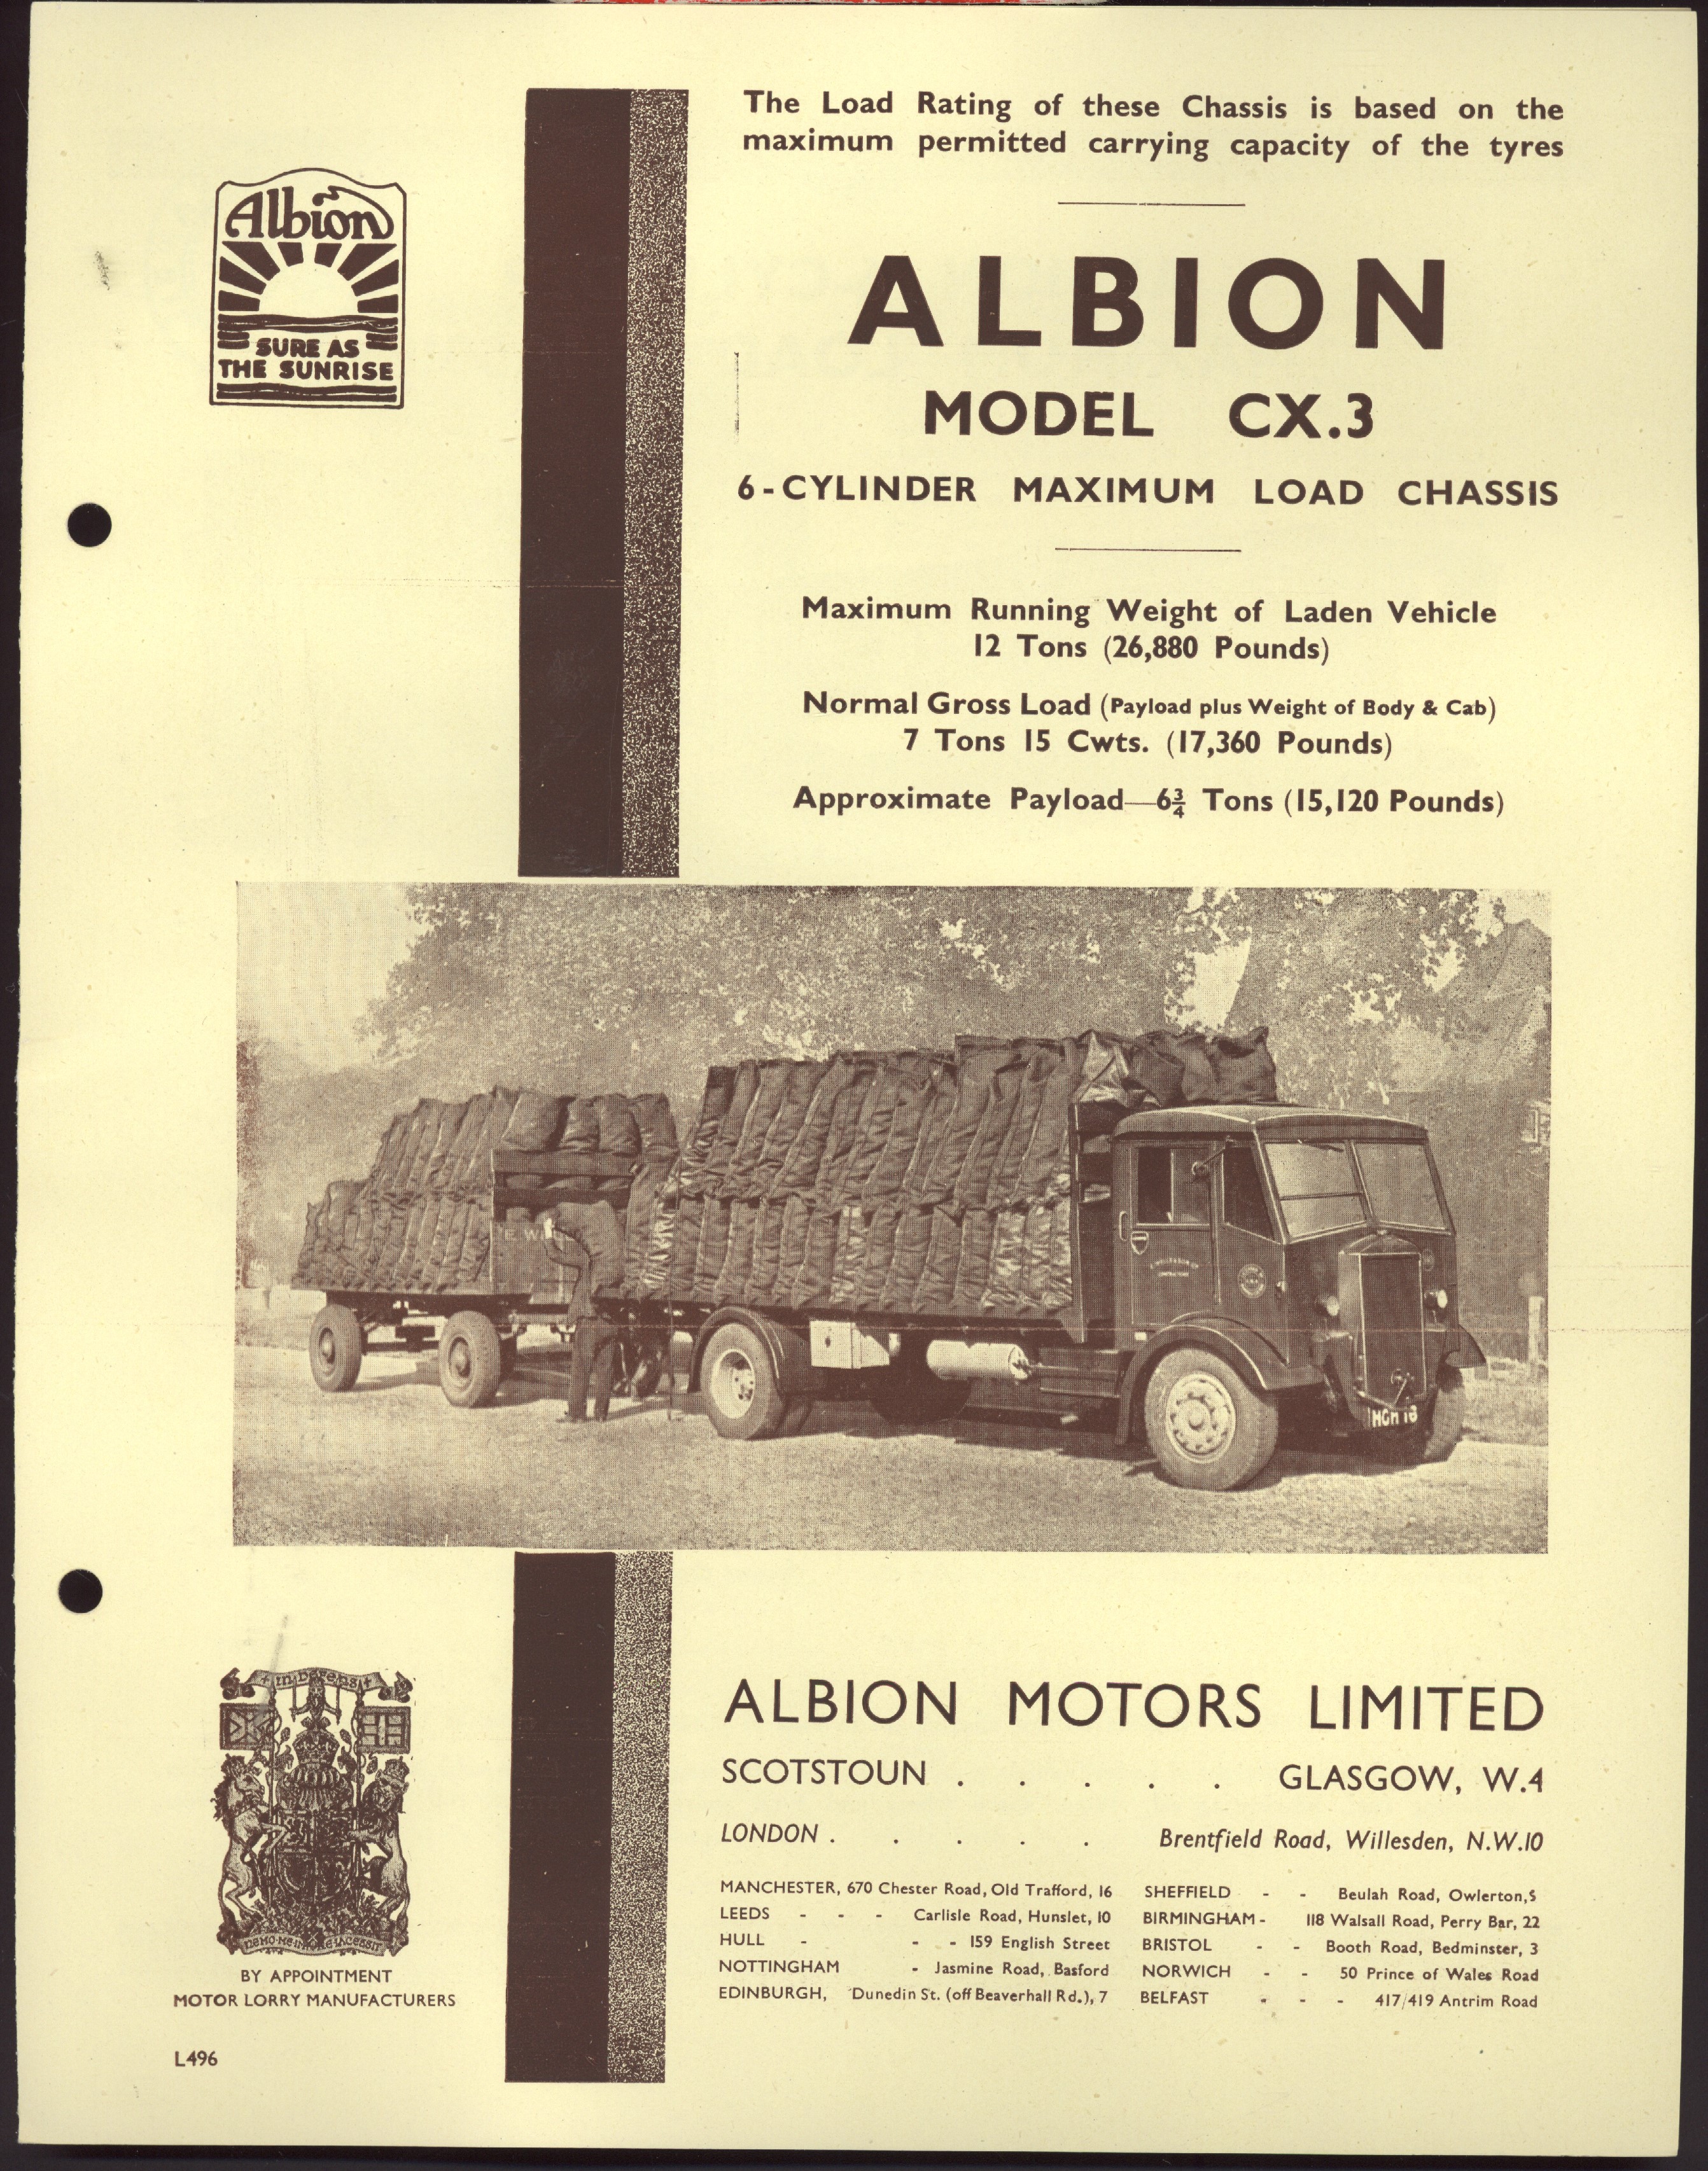 The Load Rating of these Chassis is based on the
maximum permitted carrying capacity of the tyres
Albion
SURE AS
THE SUNRISE
ALBION
MODEL CX.3
6-CYLINDER MAXIMUM LOAD CHASSIS
Maximum Running Weight of Laden Vehicle
12 Tons (26,880 Pounds)
Normal Gross Load (Payload plus Weight of Body & Cab)
7 Tons 15 Cwts. (17,360 Pounds)
Approximate Payload—6¾ Tons (15,120 Pounds)
ALBION MOTORS LIMITED
SCOTSTOUN . . . . . GLASGOW, W.4
LONDON . . . . . Brentfield Road, Willesden, N.W.10
MANCHESTER, 670 Chester Road, Old Trafford, 16
LEEDS - - - Carlisle Road, Hunslet, 10
HULL - - - 159 English Street
NOTTINGHAM - Jasmine Road, Basford
EDINBURGH, Dunedin St. (off Beaverhall Rd.), 7
SHEFFIELD - - Beulah Road, Owlerton, 5
BIRMINGHAM - 118 Walsall Road, Perry Bar, 22
BRISTOL - - Booth Road, Bedminster, 3
NORWICH - - 50 Prince of Wales Road
BELFAST - - - 417/419 Antrim Road
In Defens
BY APPOINTMENT
MOTOR LORRY MANUFACTURERS
L496